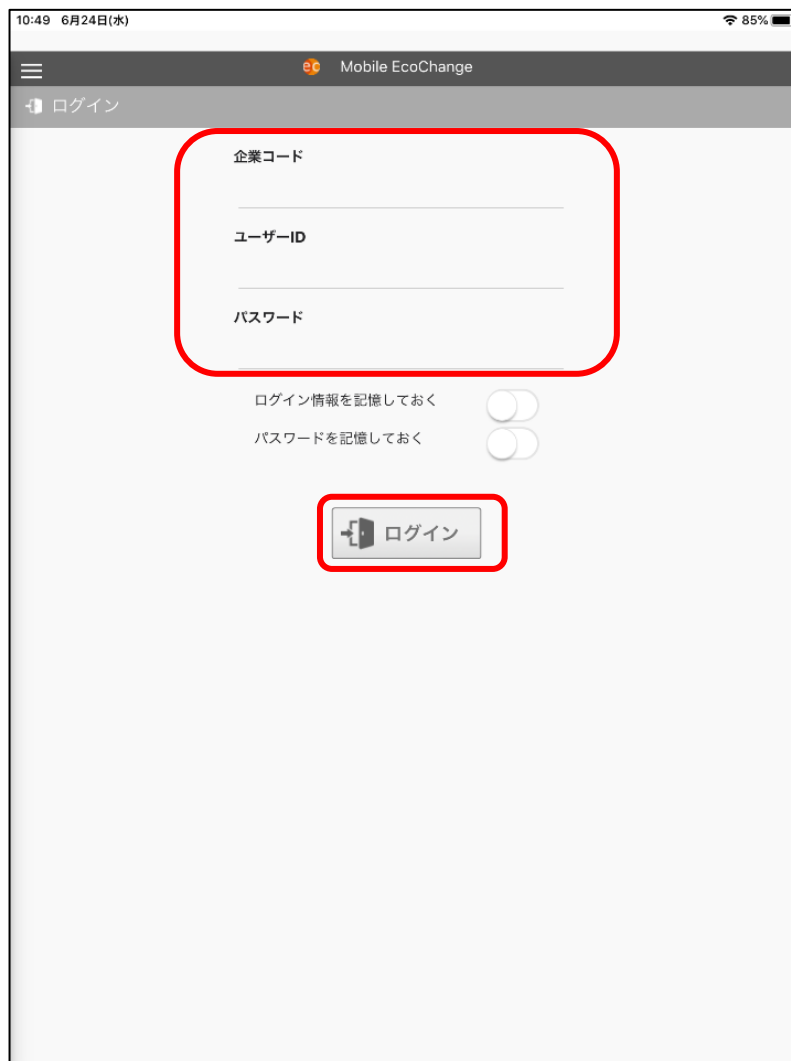 10:49 6月24日(水) 85%
ec Mobile EcoChange
ログイン
企業コード
ユーザーID
パスワード
ログイン情報を記憶しておく
パスワードを記憶しておく
ログイン